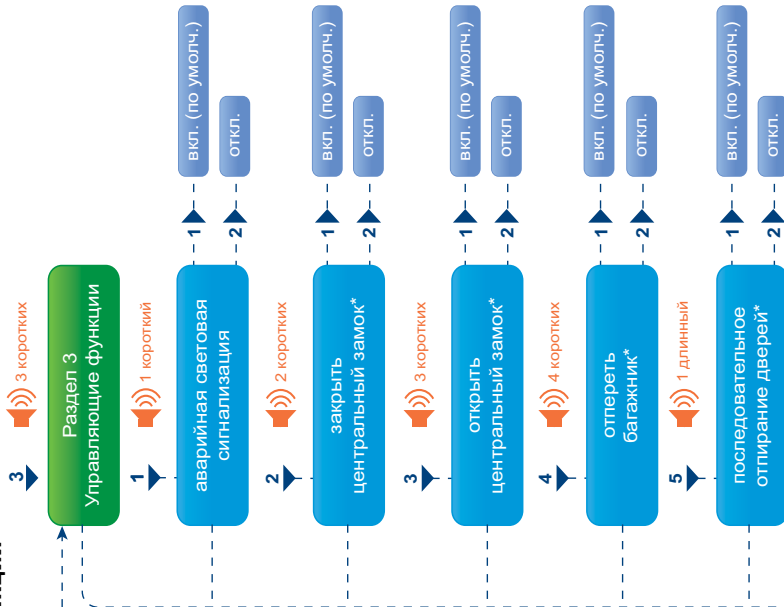 3
3 коротких
Раздел 3
Управляющие функции
1
1 короткий
аварийная световая
сигнализация
1
вкл. (по умолч.)
2
откл.
2
2 коротких
закрыть
центральный замок*
1
вкл. (по умолч.)
2
откл.
3
3 коротких
открыть
центральный замок*
1
вкл. (по умолч.)
2
откл.
4
4 коротких
отпереть
багажник*
1
вкл. (по умолч.)
2
откл.
5
1 длинный
последовательное
отпирание дверей*
1
вкл. (по умолч.)
2
откл.